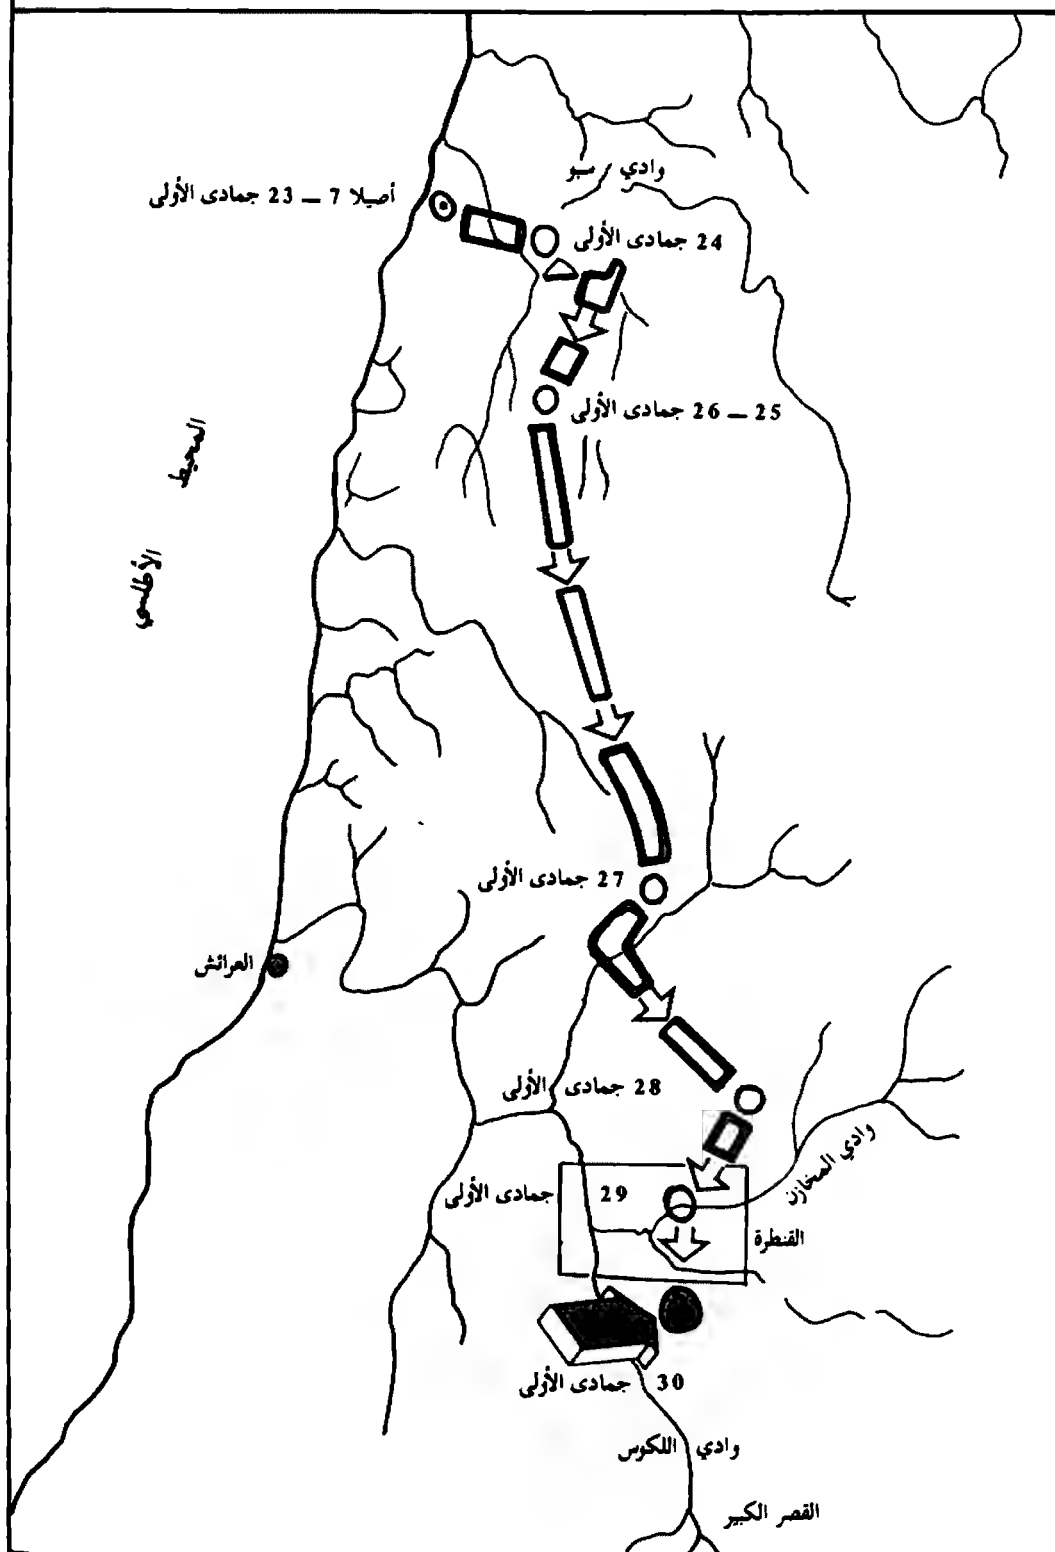 وادي سبو
أصيلا 7 – 23 جمادى الأولى
24 جمادى الأولى
25 – 26 جمادى الأولى
المحيط
الأطلسي
27 جمادى الأولى
العرائش
28 جمادى الأولى
وادي المخازن
29 جمادى الأولى
القنطرة
30 جمادى الأولى
وادي اللكوس
القصر الكبير